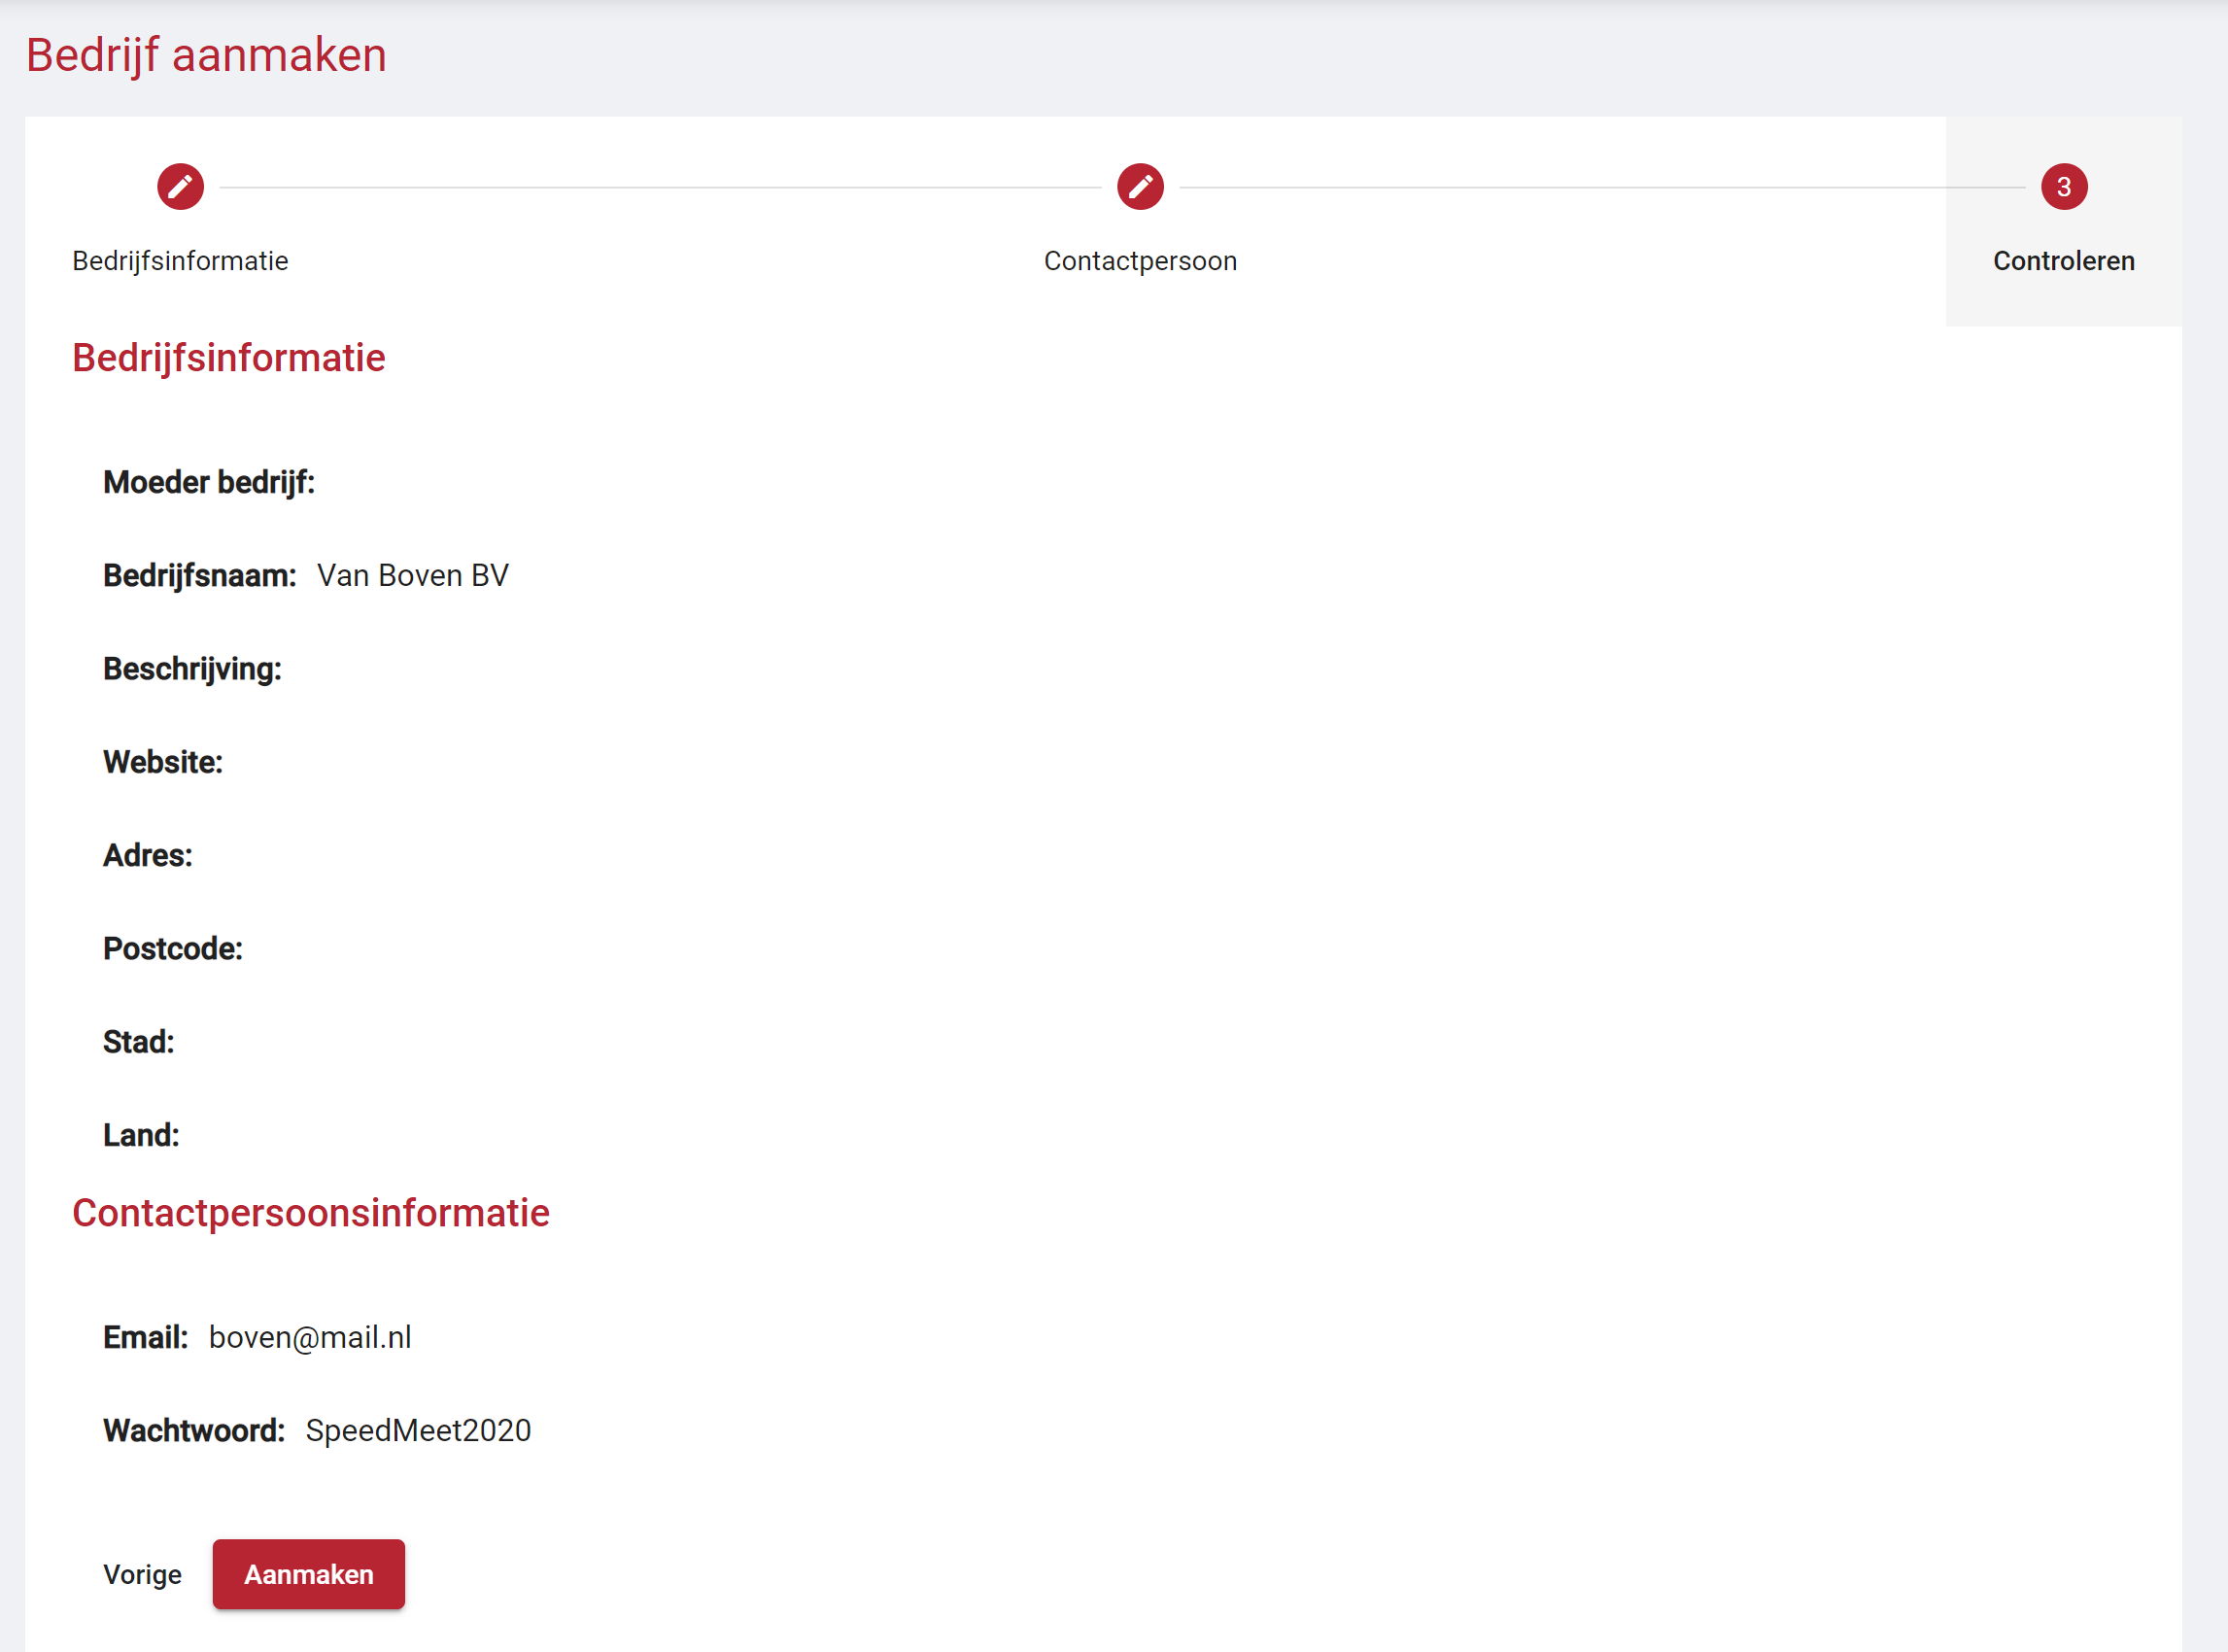 Bedrijf aanmaken
3
Bedrijfsinformatie
Contactpersoon
Controleren
Bedrijfsinformatie
Moeder bedrijf:
Bedrijfsnaam: Van Boven BV
Beschrijving:
Website:
Adres:
Postcode:
Stad:
Land:
Contactpersoonsinformatie
Email: boven@mail.nl
Wachtwoord: SpeedMeet2020
Vorige Aanmaken